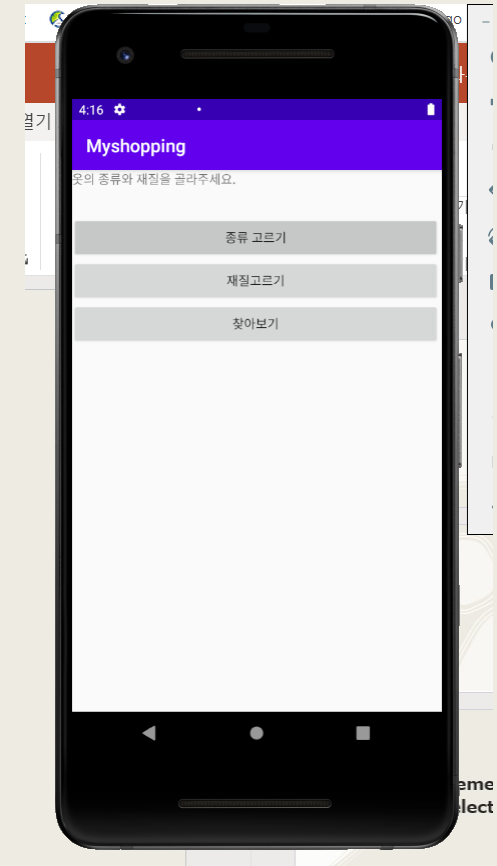 열기
4:16
Myshopping
옷의 종류와 재질을 골라주세요.
종류 고르기
재질고르기
찾아보기
eme
elect